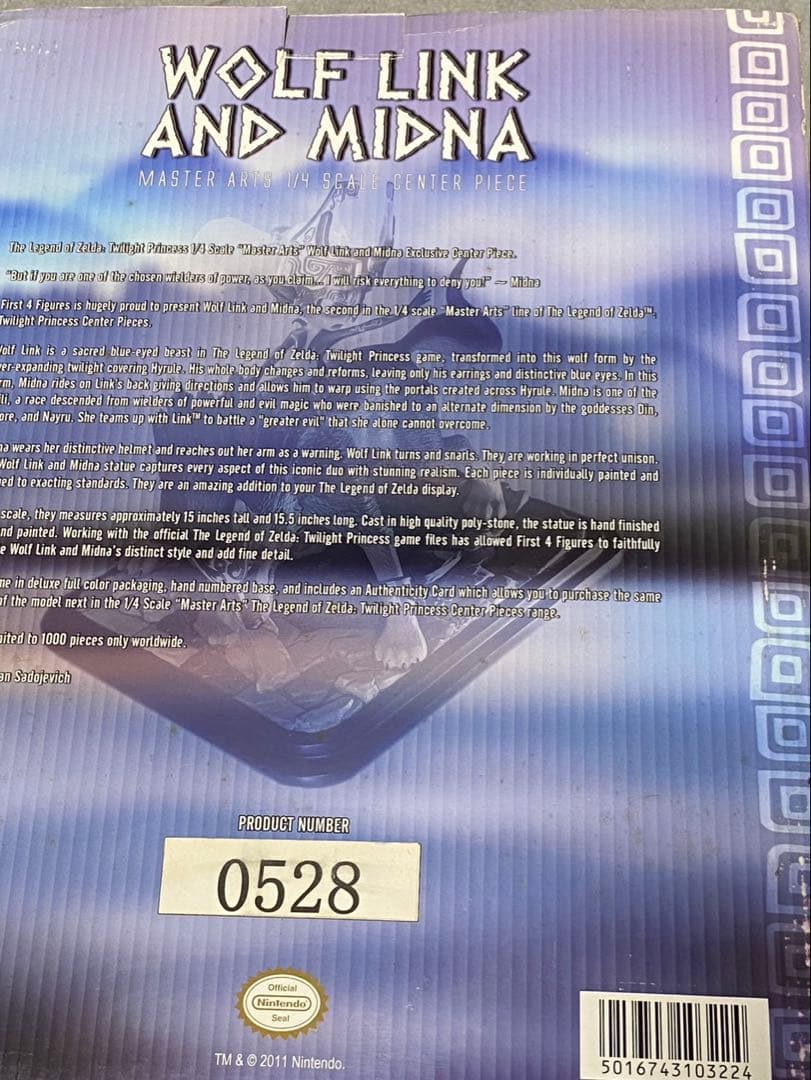 WOLF LINK
AND MIDNA
MASTER ARTS 1/4 SCALE CENTER PIECE
The Legend of Zelda: Twilight Princess 1/4 Scale "Master Arts" Wolf Link and Midna Exclusive Center Piece.
"But if you are one of the chosen wielders of power, as you claim... I will risk everything to deny you!" ~ Midna
First 4 Figures is hugely proud to present Wolf Link and Midna, the second in the 1/4 scale "Master Arts" line of The Legend of Zelda™:
Twilight Princess Center Pieces.
olf Link is a sacred blue-eyed beast in The Legend of Zelda: Twilight Princess game, transformed into this wolf form by the
er-expanding twilight covering Hyrule. His whole body changes and reforms, leaving only his earrings and distinctive blue eyes. In this
rm, Midna rides on Link's back giving directions and allows him to warp using the portals created across Hyrule. Midna is one of the
li, a race descended from wielders of powerful and evil magic who were banished to an alternate dimension by the goddesses Din,
ore, and Nayru. She teams up with Link™ to battle a "greater evil" that she alone cannot overcome.
na wears her distinctive helmet and reaches out her arm as a warning. Wolf Link turns and snarls. They are working in perfect unison.
Wolf Link and Midna statue captures every aspect of this iconic duo with stunning realism. Each piece is individually painted and
ed to exacting standards. They are an amazing addition to your The Legend of Zelda display.
scale, they measures approximately 15 inches tall and 15.5 inches long. Cast in high quality poly-stone, the statue is hand finished
nd painted. Working with the official The Legend of Zelda: Twilight Princess game files has allowed First 4 Figures to faithfully
e Wolf Link and Midna's distinct style and add fine detail.
me in deluxe full color packaging, hand numbered base, and includes an Authenticity Card which allows you to purchase the same
of the model next in the 1/4 Scale "Master Arts" The Legend of Zelda: Twilight Princess Center Pieces range.
ited to 1000 pieces only worldwide.
an Sadojevich
PRODUCT NUMBER
0528
Official
Nintendo
Seal
TM & © 2011 Nintendo.
5016743103224